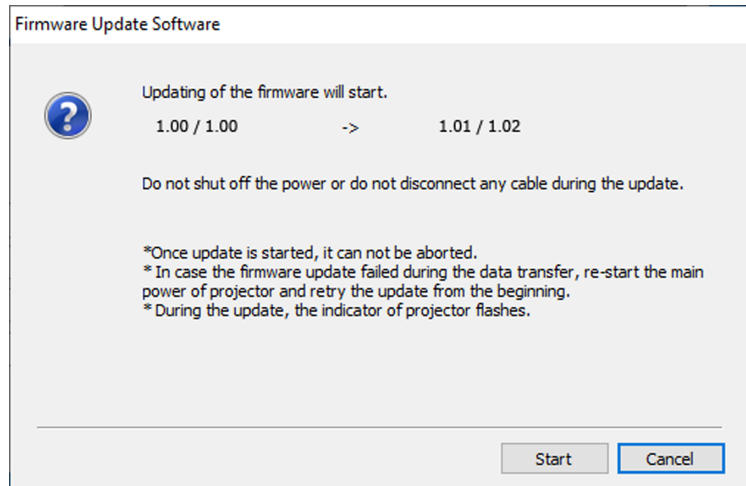 Firmware Update Software
Updating of the firmware will start.
1.00 / 1.00 -> 1.01 / 1.02
Do not shut off the power or do not disconnect any cable during the update.
*Once update is started, it can not be aborted.
* In case the firmware update failed during the data transfer, re-start the main
power of projector and retry the update from the beginning.
* During the update, the indicator of projector flashes.
Start Cancel